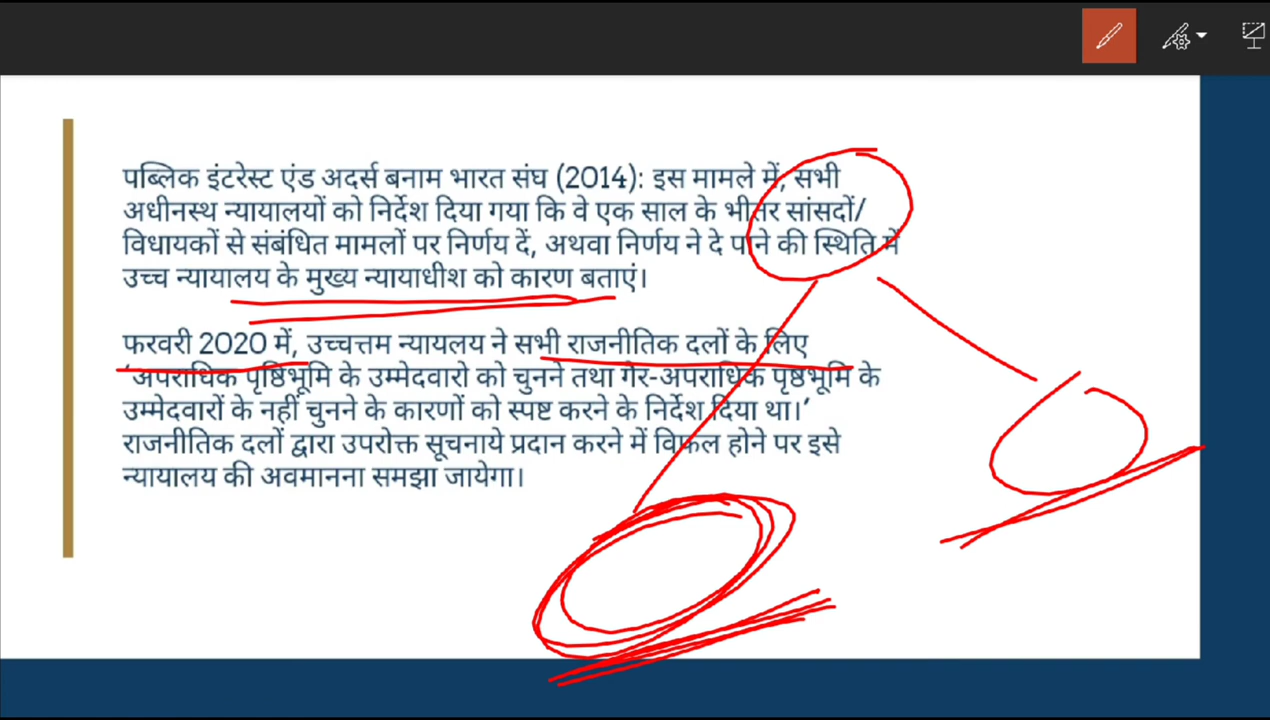 पब्लिक इंटरेस्ट एंड अदर्स बनाम भारत संघ (2014): इस मामले में, सभी
अधीनस्थ न्यायालयों को निर्देश दिया गया कि वे एक साल के भीतर सांसदों/
विधायकों से संबंधित मामलों पर निर्णय दें, अथवा निर्णय ने दे पाने की स्थिति में
उच्च न्यायालय के मुख्य न्यायाधीश को कारण बताएं।
फरवरी 2020 में, उच्चत्तम न्यायलय ने सभी राजनीतिक दलों के लिए
‘अपराधिक पृष्ठिभूमि के उम्मेदवारो को चुनने तथा गेर-अपराधिक पृष्ठभूमि के
उम्मेदवारों के नहीं चुनने के कारणों को स्पष्ट करने के निर्देश दिया था।’
राजनीतिक दलों द्वारा उपरोक्त सूचनाये प्रदान करने में विफल होने पर इसे
न्यायालय की अवमानना समझा जायेगा।